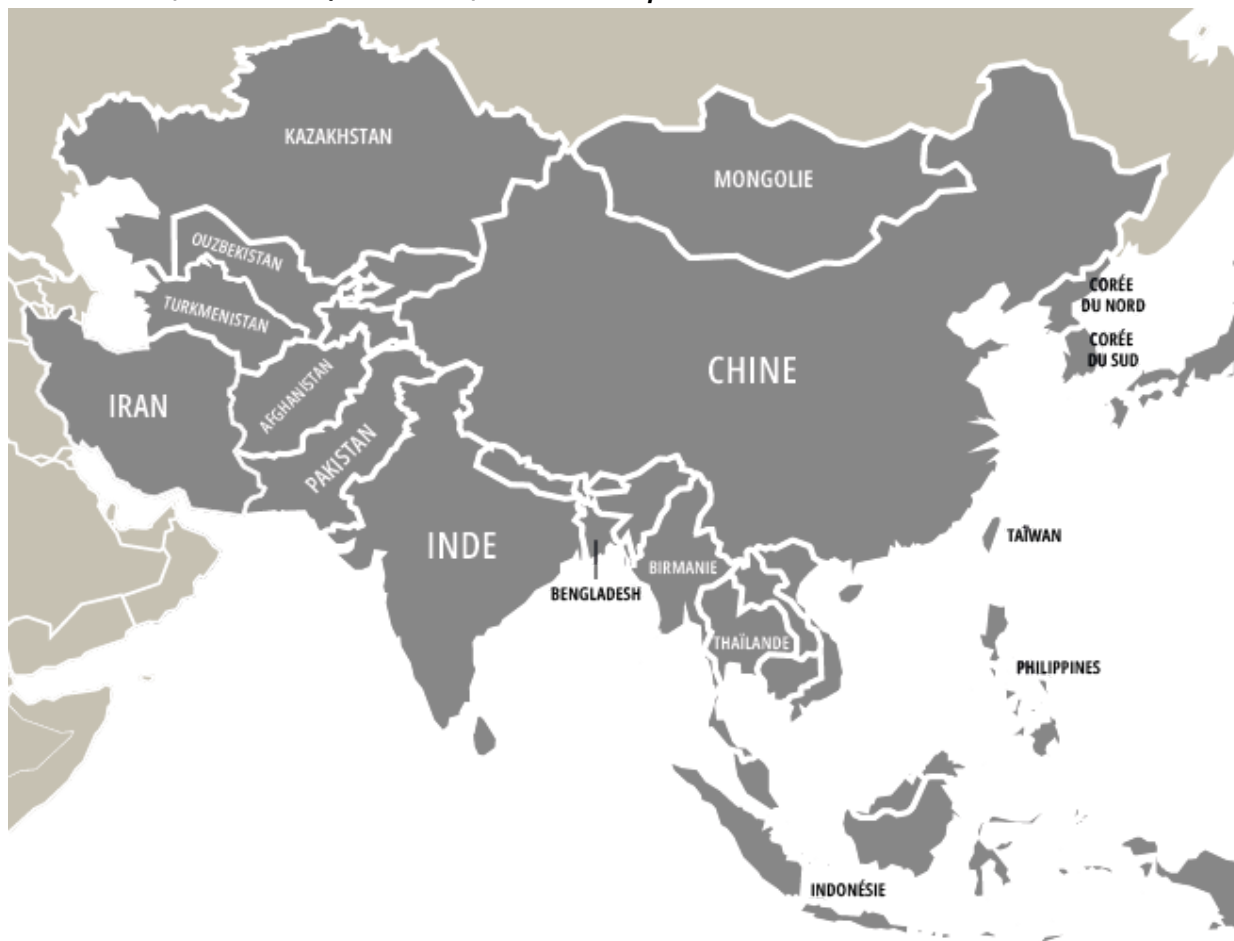 KAZAKHSTAN
MONGOLIE
OUZBEKISTAN
TURKMENISTAN
CORÉE
DU NORD
CORÉE
DU SUD
CHINE
IRAN
AFGHANISTAN
PAKISTAN
INDE
TAÏWAN
BIRMANIE
BENGLADESH
THAÏLANDE
PHILIPPINES
INDONÉSIE